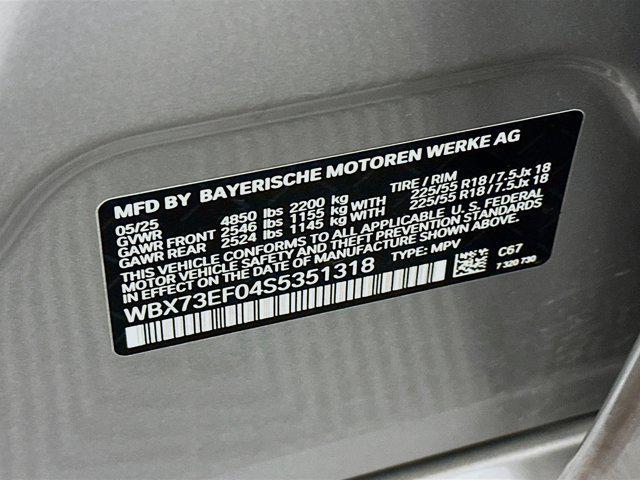 MFD BY BAYERISCHE MOTOREN WERKE AG
05/25 TIRE / RIM
GVWR 4850 lbs 2200 kg
GAWR FRONT 2546 lbs 1155 kg 225/55 R18 / 7.5Jx 18
GAWR REAR 2524 lbs 1145 kg 225/55 R18 / 7.5Jx 18
THIS VEHICLE CONFORMS TO ALL APPLICABLE U.S. FEDERAL
MOTOR VEHICLE SAFETY AND THEFT PREVENTION STANDARDS
IN EFFECT ON THE DATE OF MANUFACTURE SHOWN ABOVE.
WBX73EF04S5351318 TYPE: MPV
C67
7 320 730